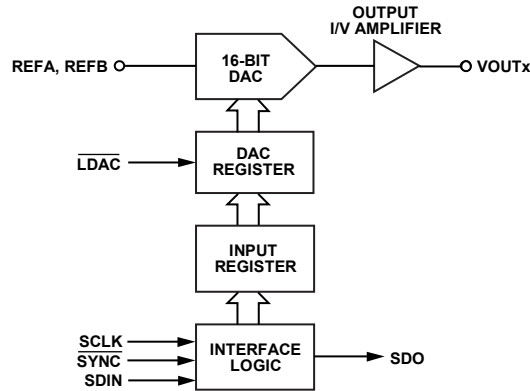 OUTPUT
I/V AMPLIFIER
REFA, REFB
16-BIT
DAC
VOUTx
LDAC
DAC
REGISTER
INPUT
REGISTER
SCLK
SYNC
SDIN
INTERFACE
LOGIC
SDO